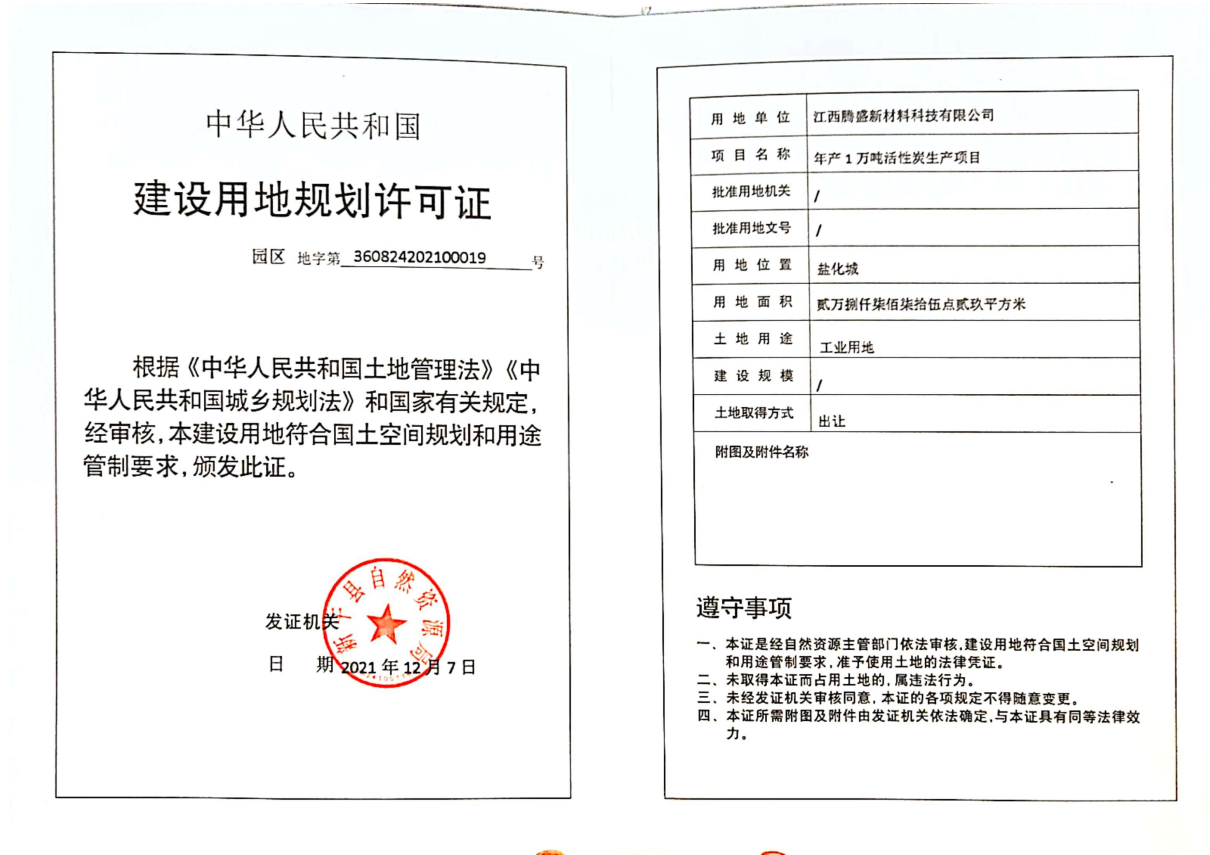 中华人民共和国
建设用地规划许可证
园区 地字第 360824202100019 号
根据《中华人民共和国土地管理法》《中
华人民共和国城乡规划法》和国家有关规定,
经审核,本建设用地符合国土空间规划和用途
管制要求,颁发此证。
新干县自然资源局
发证机关
日 期 2021 年 12 月 7 日
用地单位 江西腾盛新材料科技有限公司
项目名称 年产 1 万吨活性炭生产项目
批准用地机关 /
批准用地文号 /
用地位置 盐化城
用地面积 贰万捌仟柒佰柒拾伍点贰玖平方米
土地用途 工业用地
建设规模 /
土地取得方式 出让
附图及附件名称
遵守事项
一、本证是经自然资源主管部门依法审核,建设用地符合国土空间规划
和用途管制要求,准予使用土地的法律凭证。
二、未取得本证而占用土地的,属违法行为。
三、未经发证机关审核同意,本证的各项规定不得随意变更。
四、本证所需附图及附件由发证机关依法确定,与本证具有同等法律效
力。